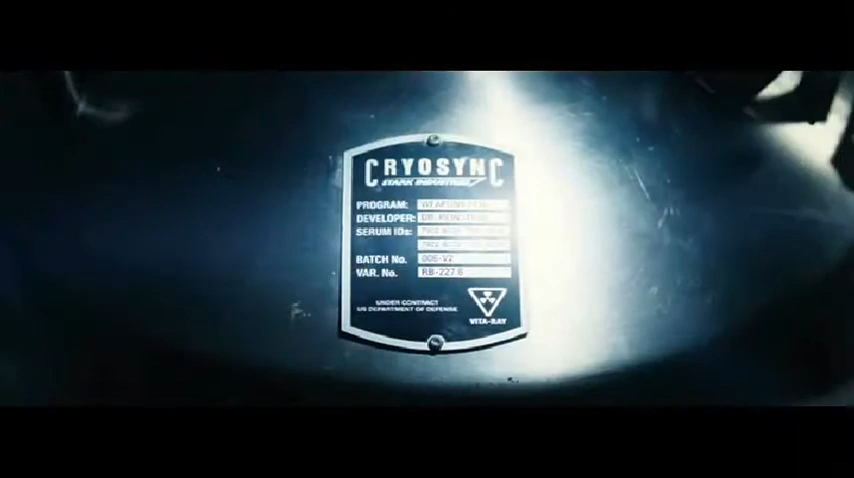 CRYOSYNC
STARK INDUSTRIES
PROGRAM:
DEVELOPER:
SERUM IDs:
BATCH No. 006-V2
VAR. No. RB-227.6
UNDER CONTRACT
US DEPARTMENT OF DEFENSE
VITA-RAY